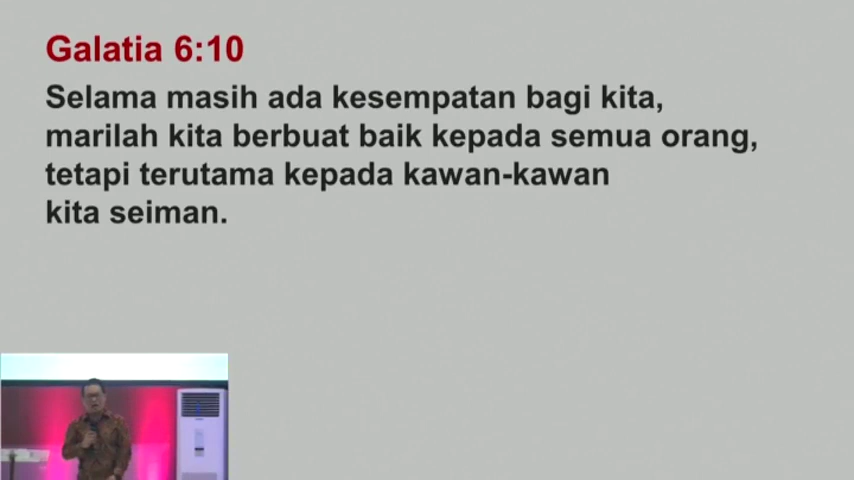 Galatia 6:10
Selama masih ada kesempatan bagi kita,
marilah kita berbuat baik kepada semua orang,
tetapi terutama kepada kawan-kawan
kita seiman.